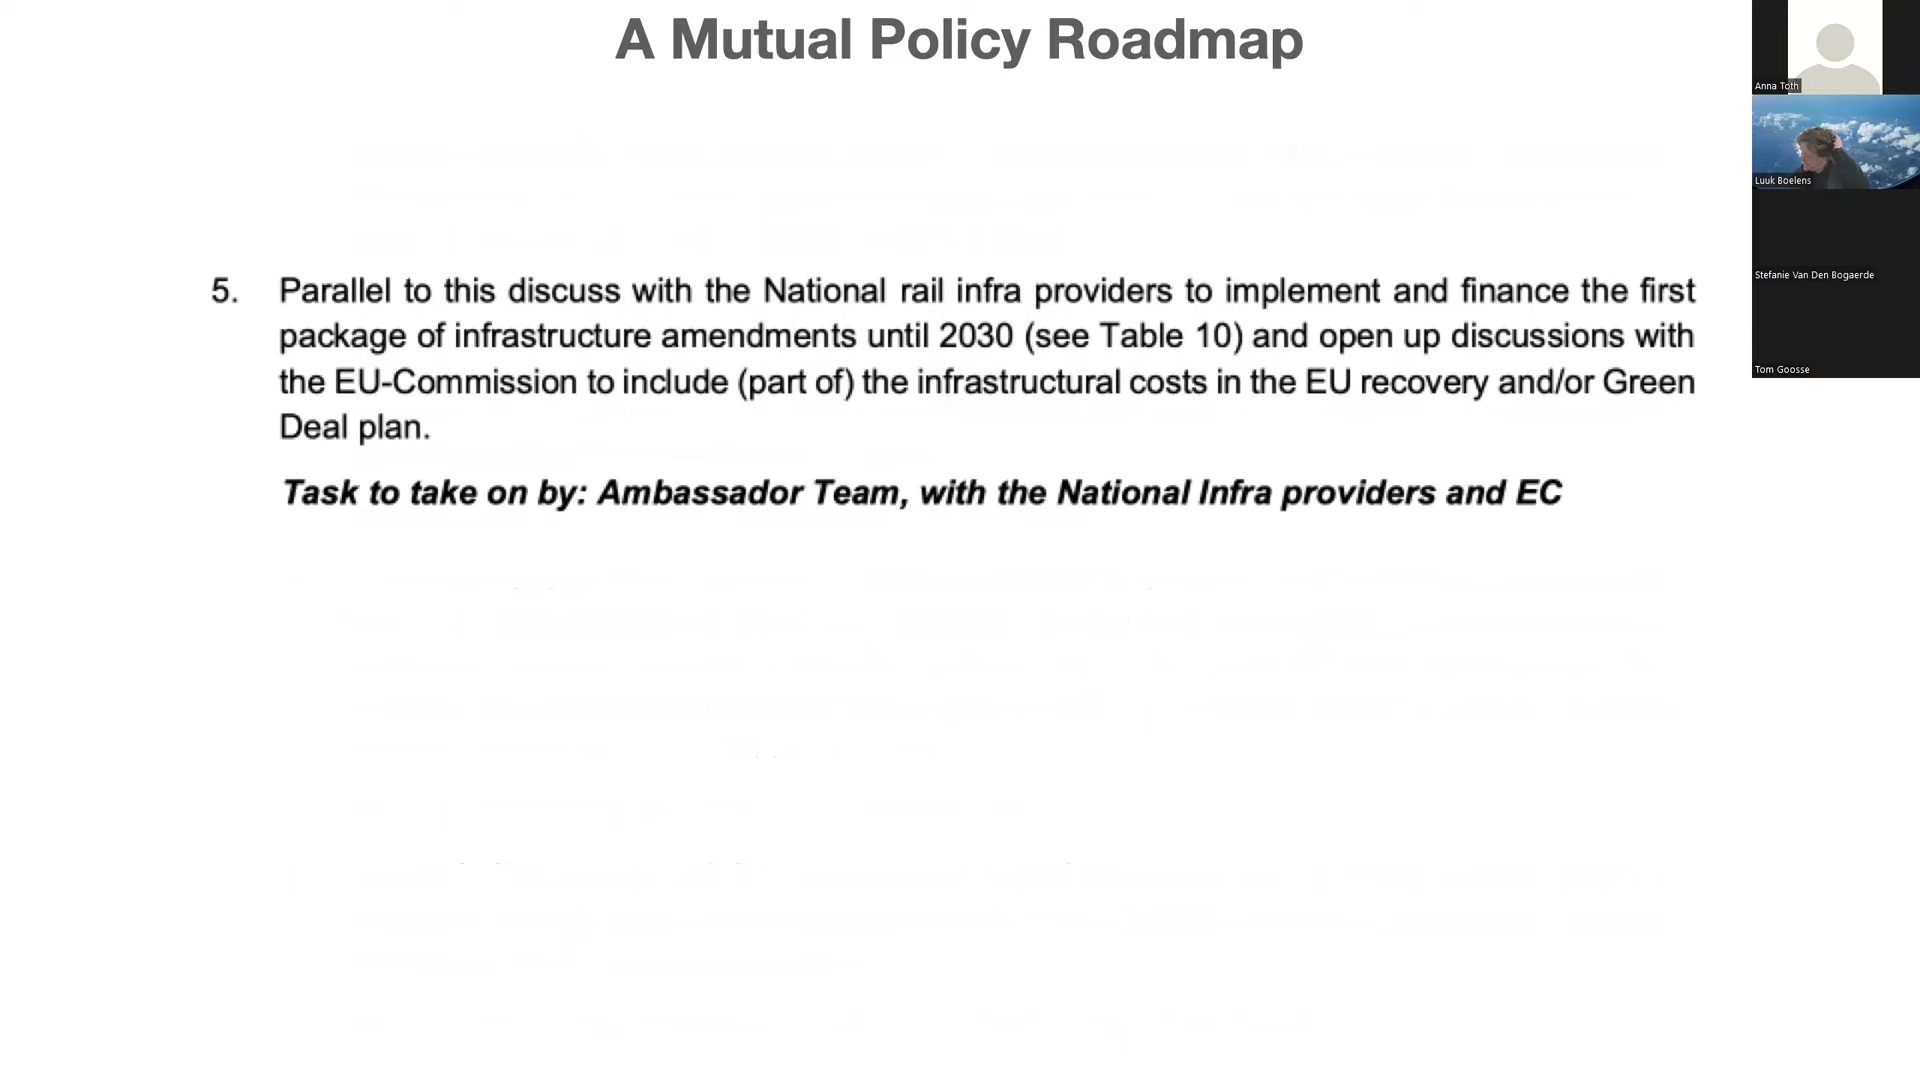 A Mutual Policy Roadmap
5. Parallel to this discuss with the National rail infra providers to implement and finance the first
package of infrastructure amendments until 2030 (see Table 10) and open up discussions with
the EU-Commission to include (part of) the infrastructural costs in the EU recovery and/or Green
Deal plan.
Task to take on by: Ambassador Team, with the National Infra providers and EC
Anna Toth
Luuk Boelens
Stefanie Van Den Bogaerde
Tom Goosse